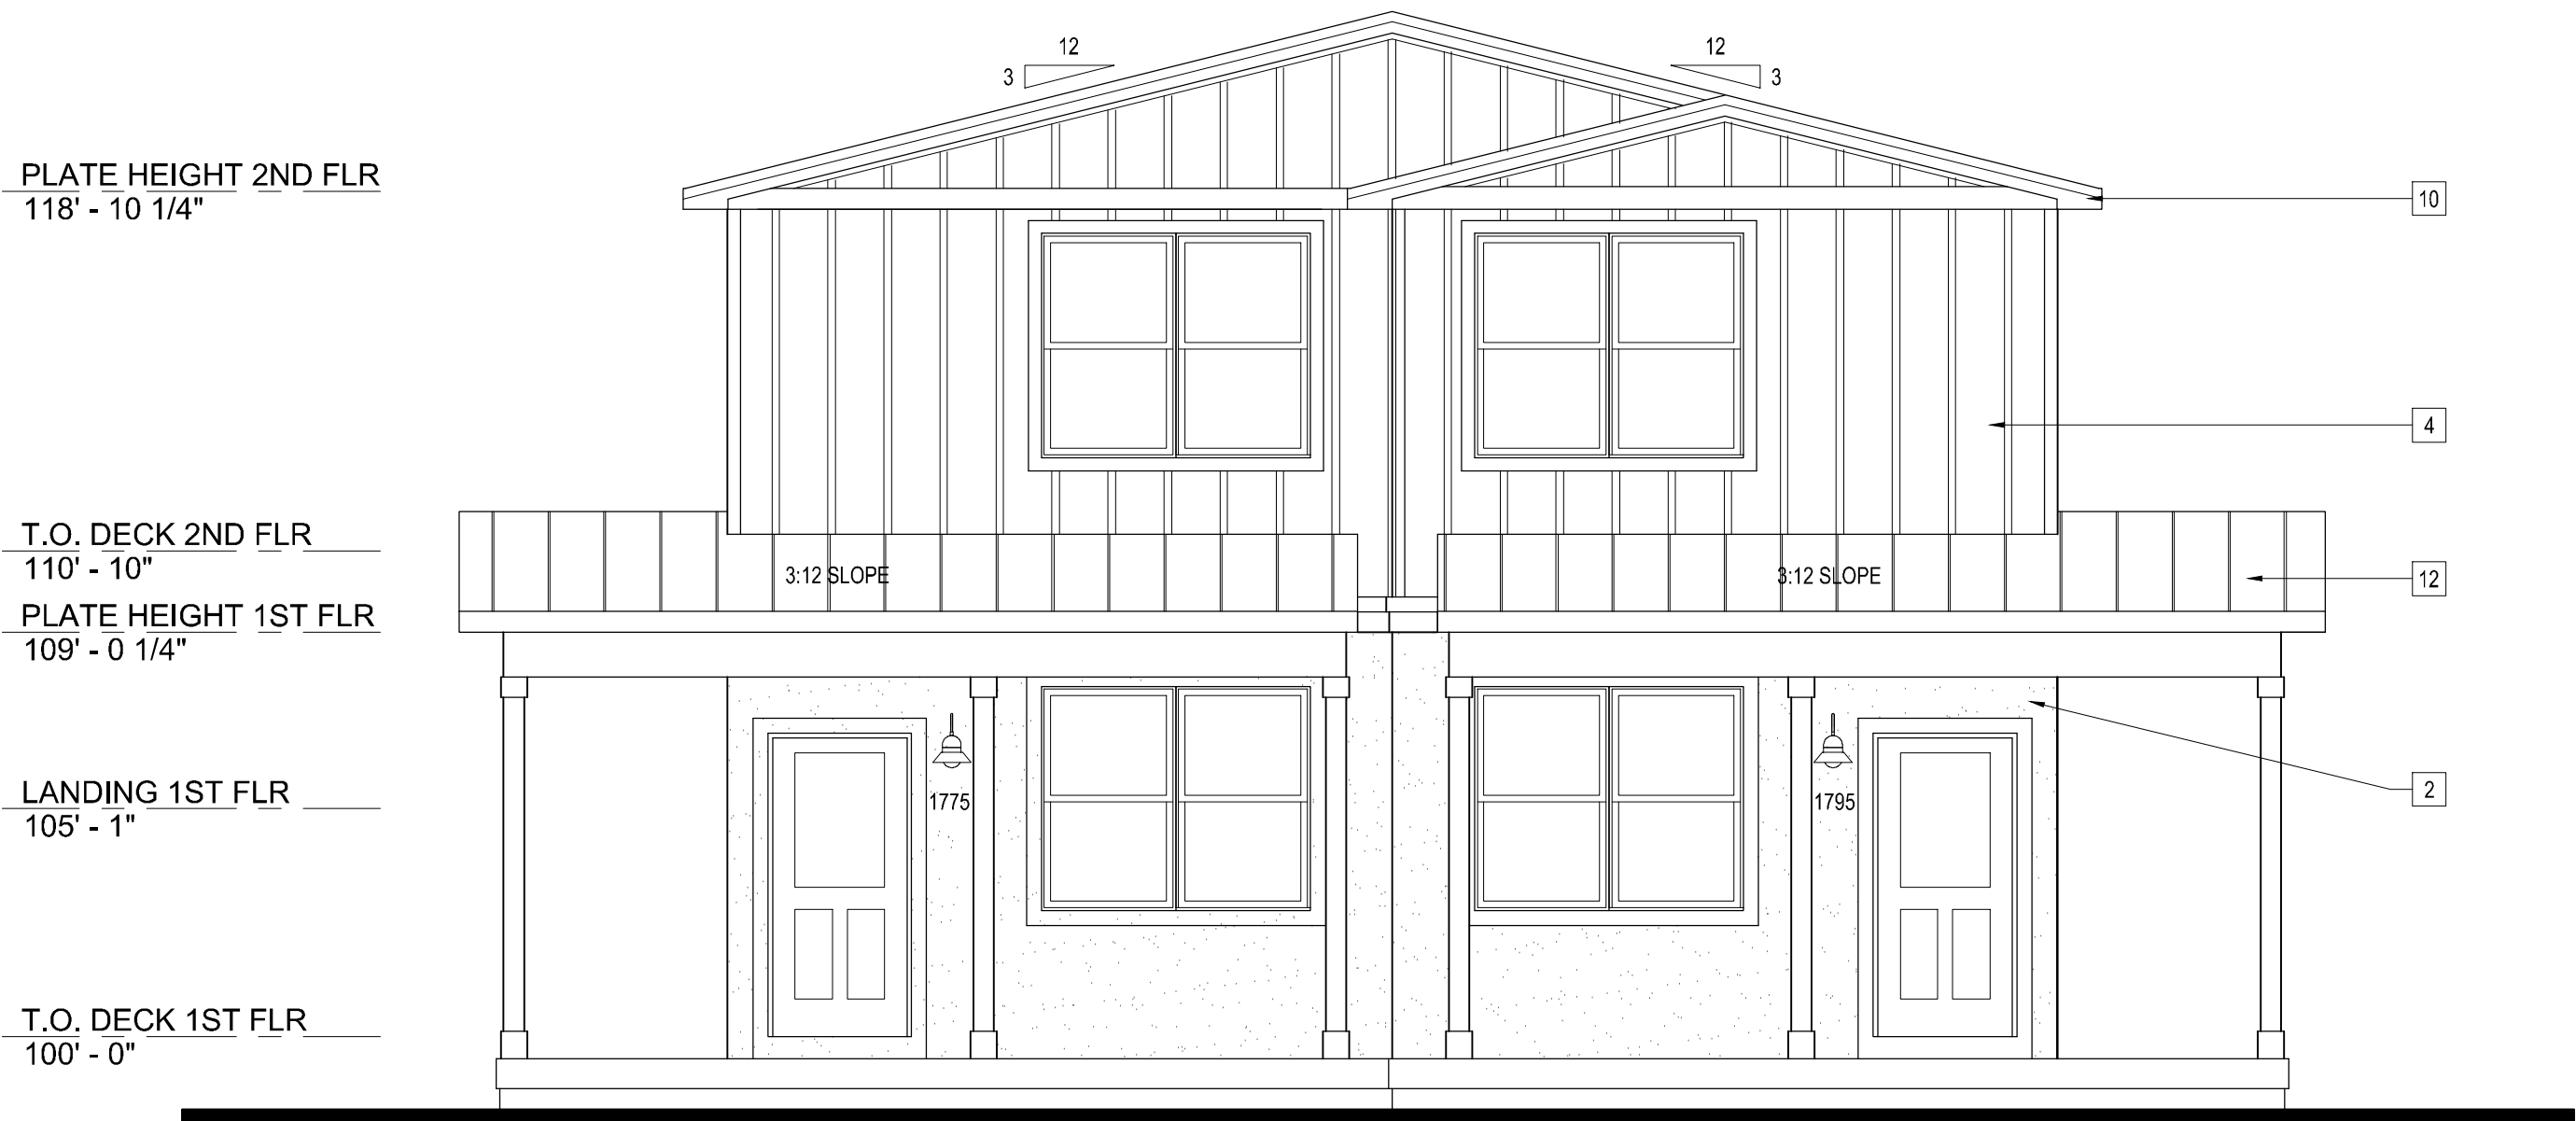 12
3
12
3
PLATE HEIGHT 2ND FLR
118' - 10 1/4"
10
4
T.O. DECK 2ND FLR
110' - 10"
3:12 SLOPE
3:12 SLOPE
12
PLATE HEIGHT 1ST FLR
109' - 0 1/4"
LANDING 1ST FLR
105' - 1"
1775
1795
2
T.O. DECK 1ST FLR
100' - 0"